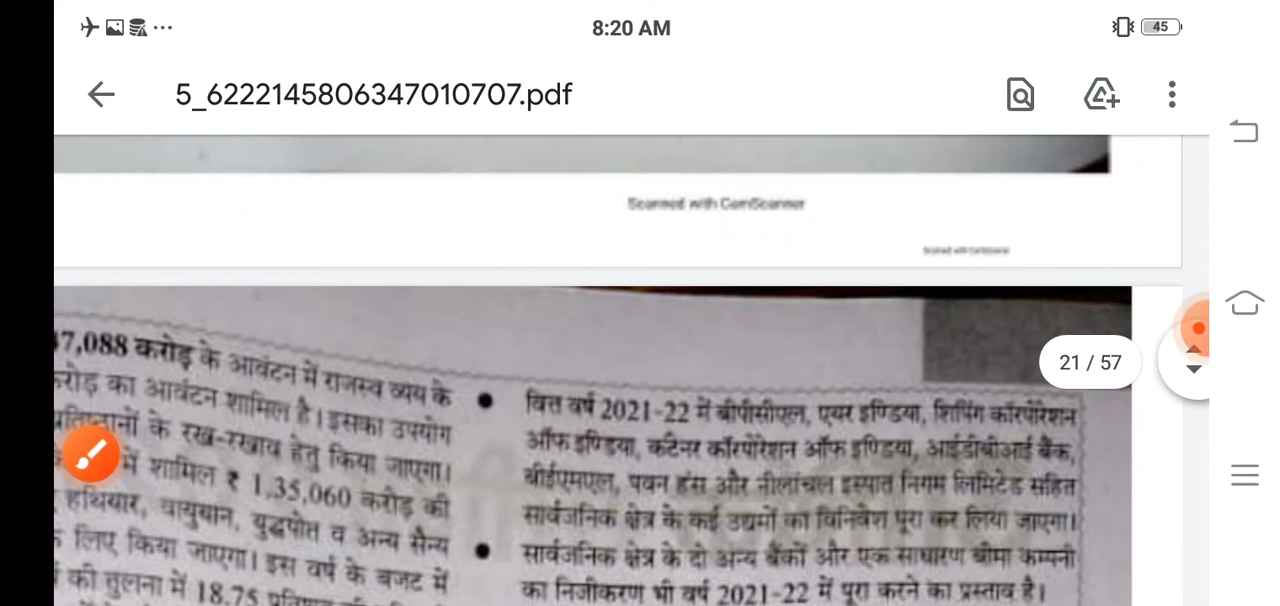 8:20 AM
45
5_6222145806347010707.pdf
Scanned with CamScanner
Scanned with CamScanner
21 / 57
7,088 करोड़ के आवंटन में राजस्व व्यय के
करोड़ का आवंटन शामिल है। इसका उपयोग
के रख-रखाव हेतु किया जाएगा।
में शामिल ₹ 1,35,060 करोड़ की
हथियार, वायुयान, युद्धपोत व अन्य सैन्य
लिए किया जाएगा। इस वर्ष के बजट में
की तुलना में 18.75
• वित्त वर्ष 2021-22 में बीपीसीएल, एयर इण्डिया, शिपिंग कॉरपोरेशन
ऑफ इण्डिया, कंटेनर कॉरपोरेशन ऑफ इण्डिया, आईडीबीआई बैंक,
बीईएमएल, पवन हंस और नीलांचल इस्पात निगम लिमिटेड सहित
सार्वजनिक क्षेत्र के कई उद्यमों का विनिवेश पूरा कर लिया जाएगा।
• सार्वजनिक क्षेत्र के दो अन्य बैंकों और एक साधारण बीमा कम्पनी
का निजीकरण भी वर्ष 2021-22 में पूरा करने का प्रस्ताव है।